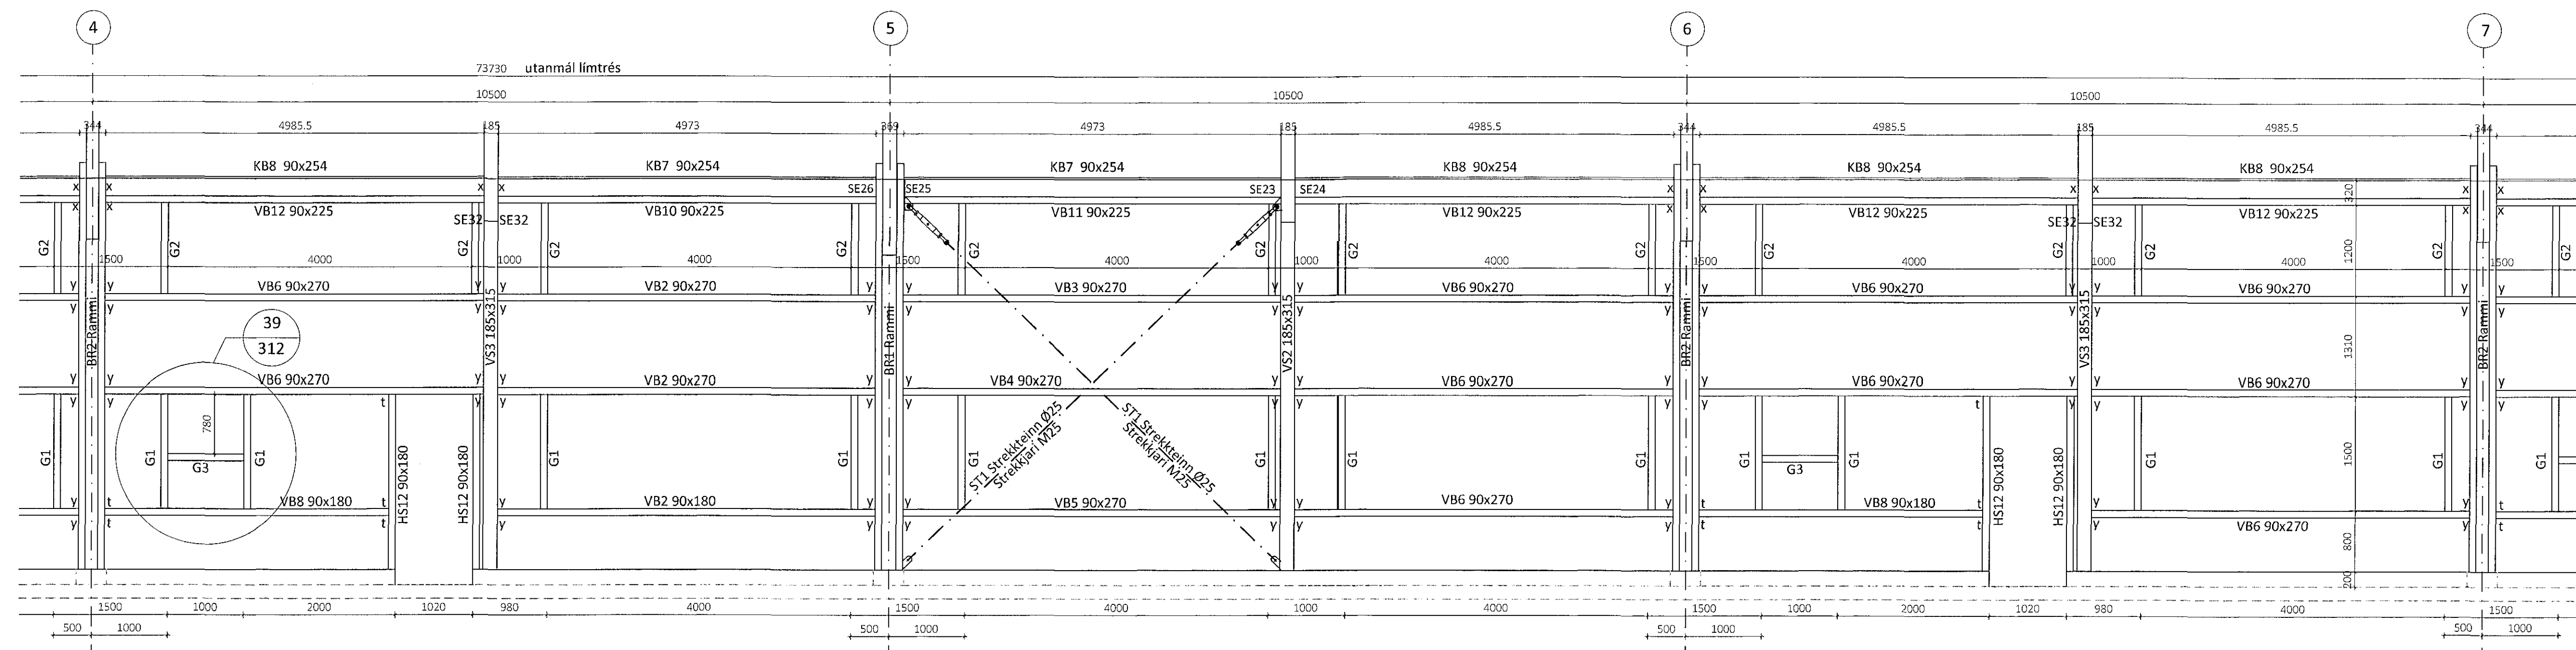 4 5 6 7
73730 utanmál límtrés
10500 10500 10500
344 4985.5 185 4973 369 4973 185 4985.5 344 4985.5 185 4985.5 344
KB8 90x254 KB7 90x254 KB7 90x254 KB8 90x254 KB8 90x254 KB8 90x254
x x x x SE26 SE25 SE23 SE24 x x x x x x 320
x x VB12 90x225 SE32 SE32 VB10 90x225 VB11 90x225 VB12 90x225 x x VB12 90x225 SE32 SE32 VB12 90x225 x x
G2 G2 G2 G2 G2 G2 G2 G2 G2 G2 G2 G2 G2 1200
1500 4000 1000 4000 1500 4000 1000 4000 1500 4000 1000 4000 1500
y y VB6 90x270 y y VB2 90x270 y y VB3 90x270 y y VB6 90x270 y y VB6 90x270 y y VB6 90x270 y y
y y y y y y y y y y y y y y
BR2 Rammi VS3 185x315 BR1 Rammi VS2 185x315 BR2 Rammi VS3 185x315 BR2 Rammi
39
312
1310
y y VB6 90x270 y y VB2 90x270 y y VB4 90x270 y y VB6 90x270 y y VB6 90x270 y y VB6 90x270 y y
y y t y y y y y y y y t y y y y
780
ST1 Strekkteinn Ø25
Strekkjari M25
ST1 Strekkteinn Ø25
Strekkjari M25
G1 G1 G3 G1 HS12 90x180 HS12 90x180 G1 G1 G1 G1 G1 G1 G1 G3 G1 HS12 90x180 HS12 90x180 G1 G1 G1 1500
y t VB8 90x180 t y VB2 90x180 y y VB5 90x270 y y VB6 90x270 y t VB8 90x180 t y y t
y t t y y y y y y t t y VB6 90x270 y t
800
200
1500 1000 2000 1020 980 4000 1500 4000 1000 4000 1500 1000 2000 1020 980 4000 1500
500 1000 500 1000 500 1000 500 1000